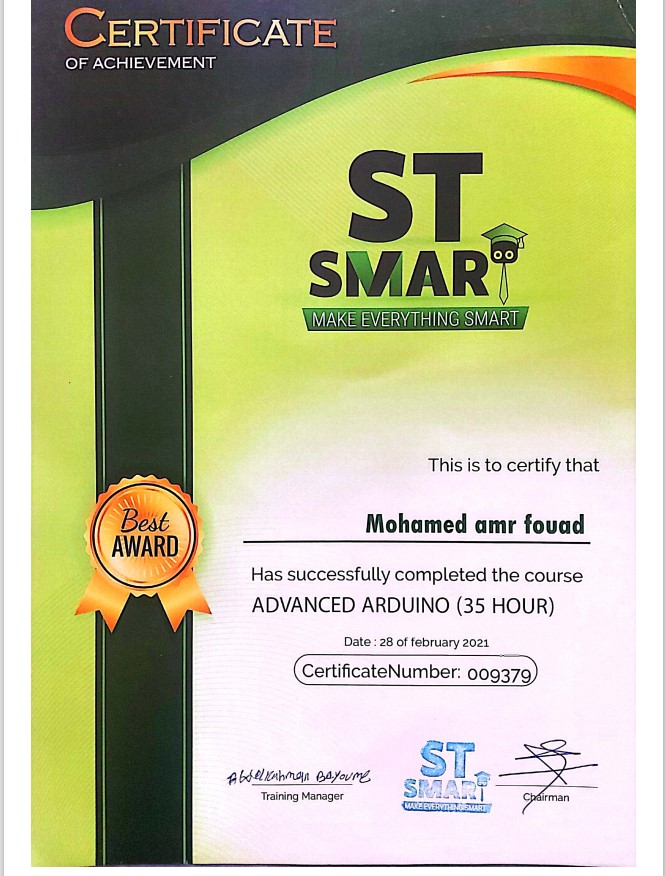 CERTIFICATE
OF ACHIEVEMENT
ST
SMART
MAKE EVERYTHING SMART
This is to certify that
Mohamed amr fouad
Best
AWARD
Has successfully completed the course
ADVANCED ARDUINO (35 HOUR)
Date : 28 of february 2021
CertificateNumber: 009379
Abdelrahman Bayoume
Training Manager
ST
SMART
MAKE EVERYTHING SMART
Chairman